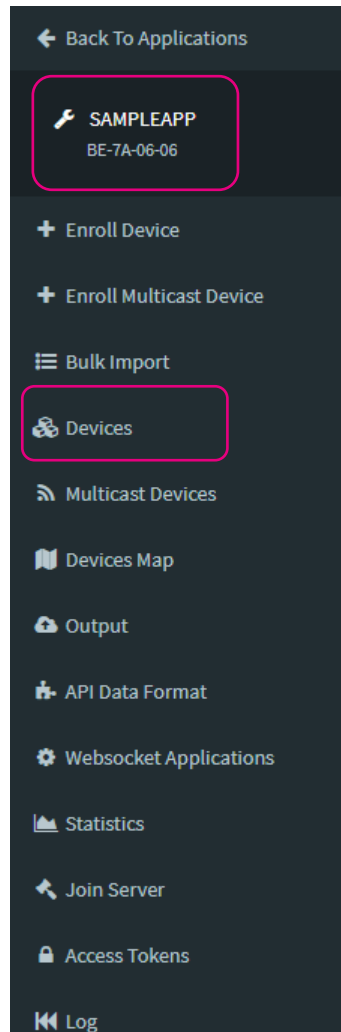 Back To Applications
SAMPLEAPP
BE-7A-06-06
Enroll Device
Enroll Multicast Device
Bulk Import
Devices
Multicast Devices
Devices Map
Output
API Data Format
Websocket Applications
Statistics
Join Server
Access Tokens
Log